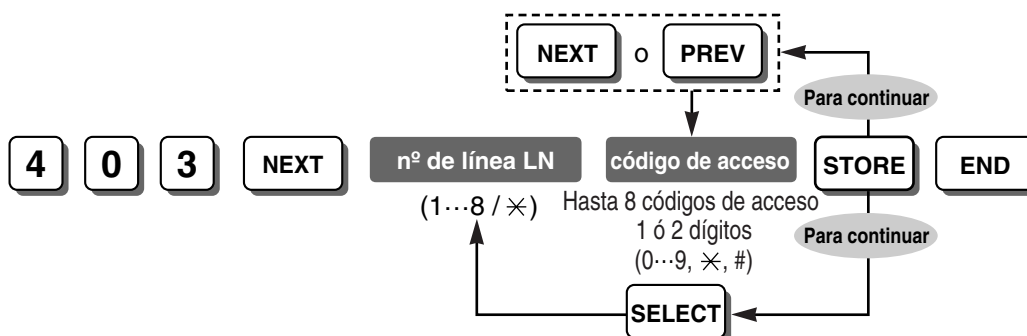 NEXT o PREV
Para continuar
4 0 3 NEXT nº de línea LN código de acceso STORE END
(1···8 / ✳) Hasta 8 códigos de acceso
1 ó 2 dígitos
(0···9, ✳, #)
Para continuar
SELECT